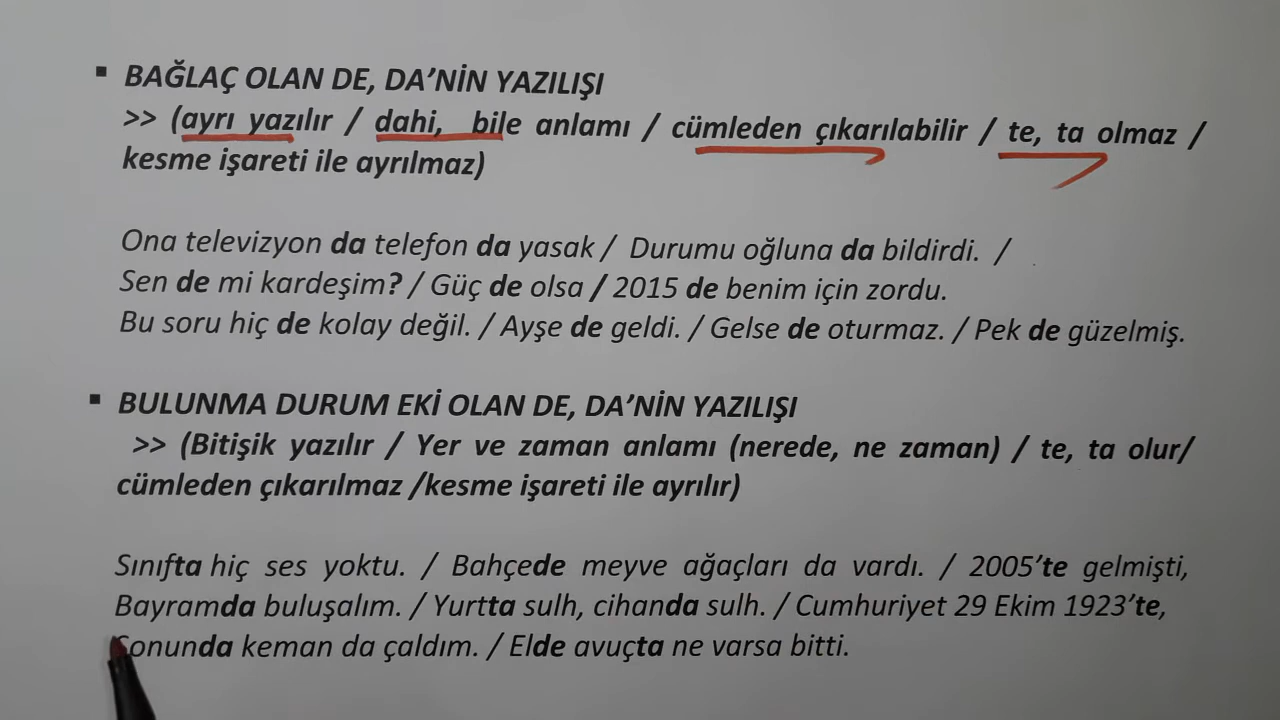 ▪ BAĞLAÇ OLAN DE, DA’NİN YAZILIŞI
>> (ayrı yazılır / dahi, bile anlamı / cümleden çıkarılabilir / te, ta olmaz /
kesme işareti ile ayrılmaz)
Ona televizyon da telefon da yasak / Durumu oğluna da bildirdi. /
Sen de mi kardeşim? / Güç de olsa / 2015 de benim için zordu.
Bu soru hiç de kolay değil. / Ayşe de geldi. / Gelse de oturmaz. / Pek de güzelmiş.
▪ BULUNMA DURUM EKİ OLAN DE, DA’NİN YAZILIŞI
>> (Bitişik yazılır / Yer ve zaman anlamı (nerede, ne zaman) / te, ta olur/
cümleden çıkarılmaz /kesme işareti ile ayrılır)
Sınıfta hiç ses yoktu. / Bahçede meyve ağaçları da vardı. / 2005’te gelmişti,
Bayramda buluşalım. / Yurtta sulh, cihanda sulh. / Cumhuriyet 29 Ekim 1923’te,
Sonunda keman da çaldım. / Elde avuçta ne varsa bitti.